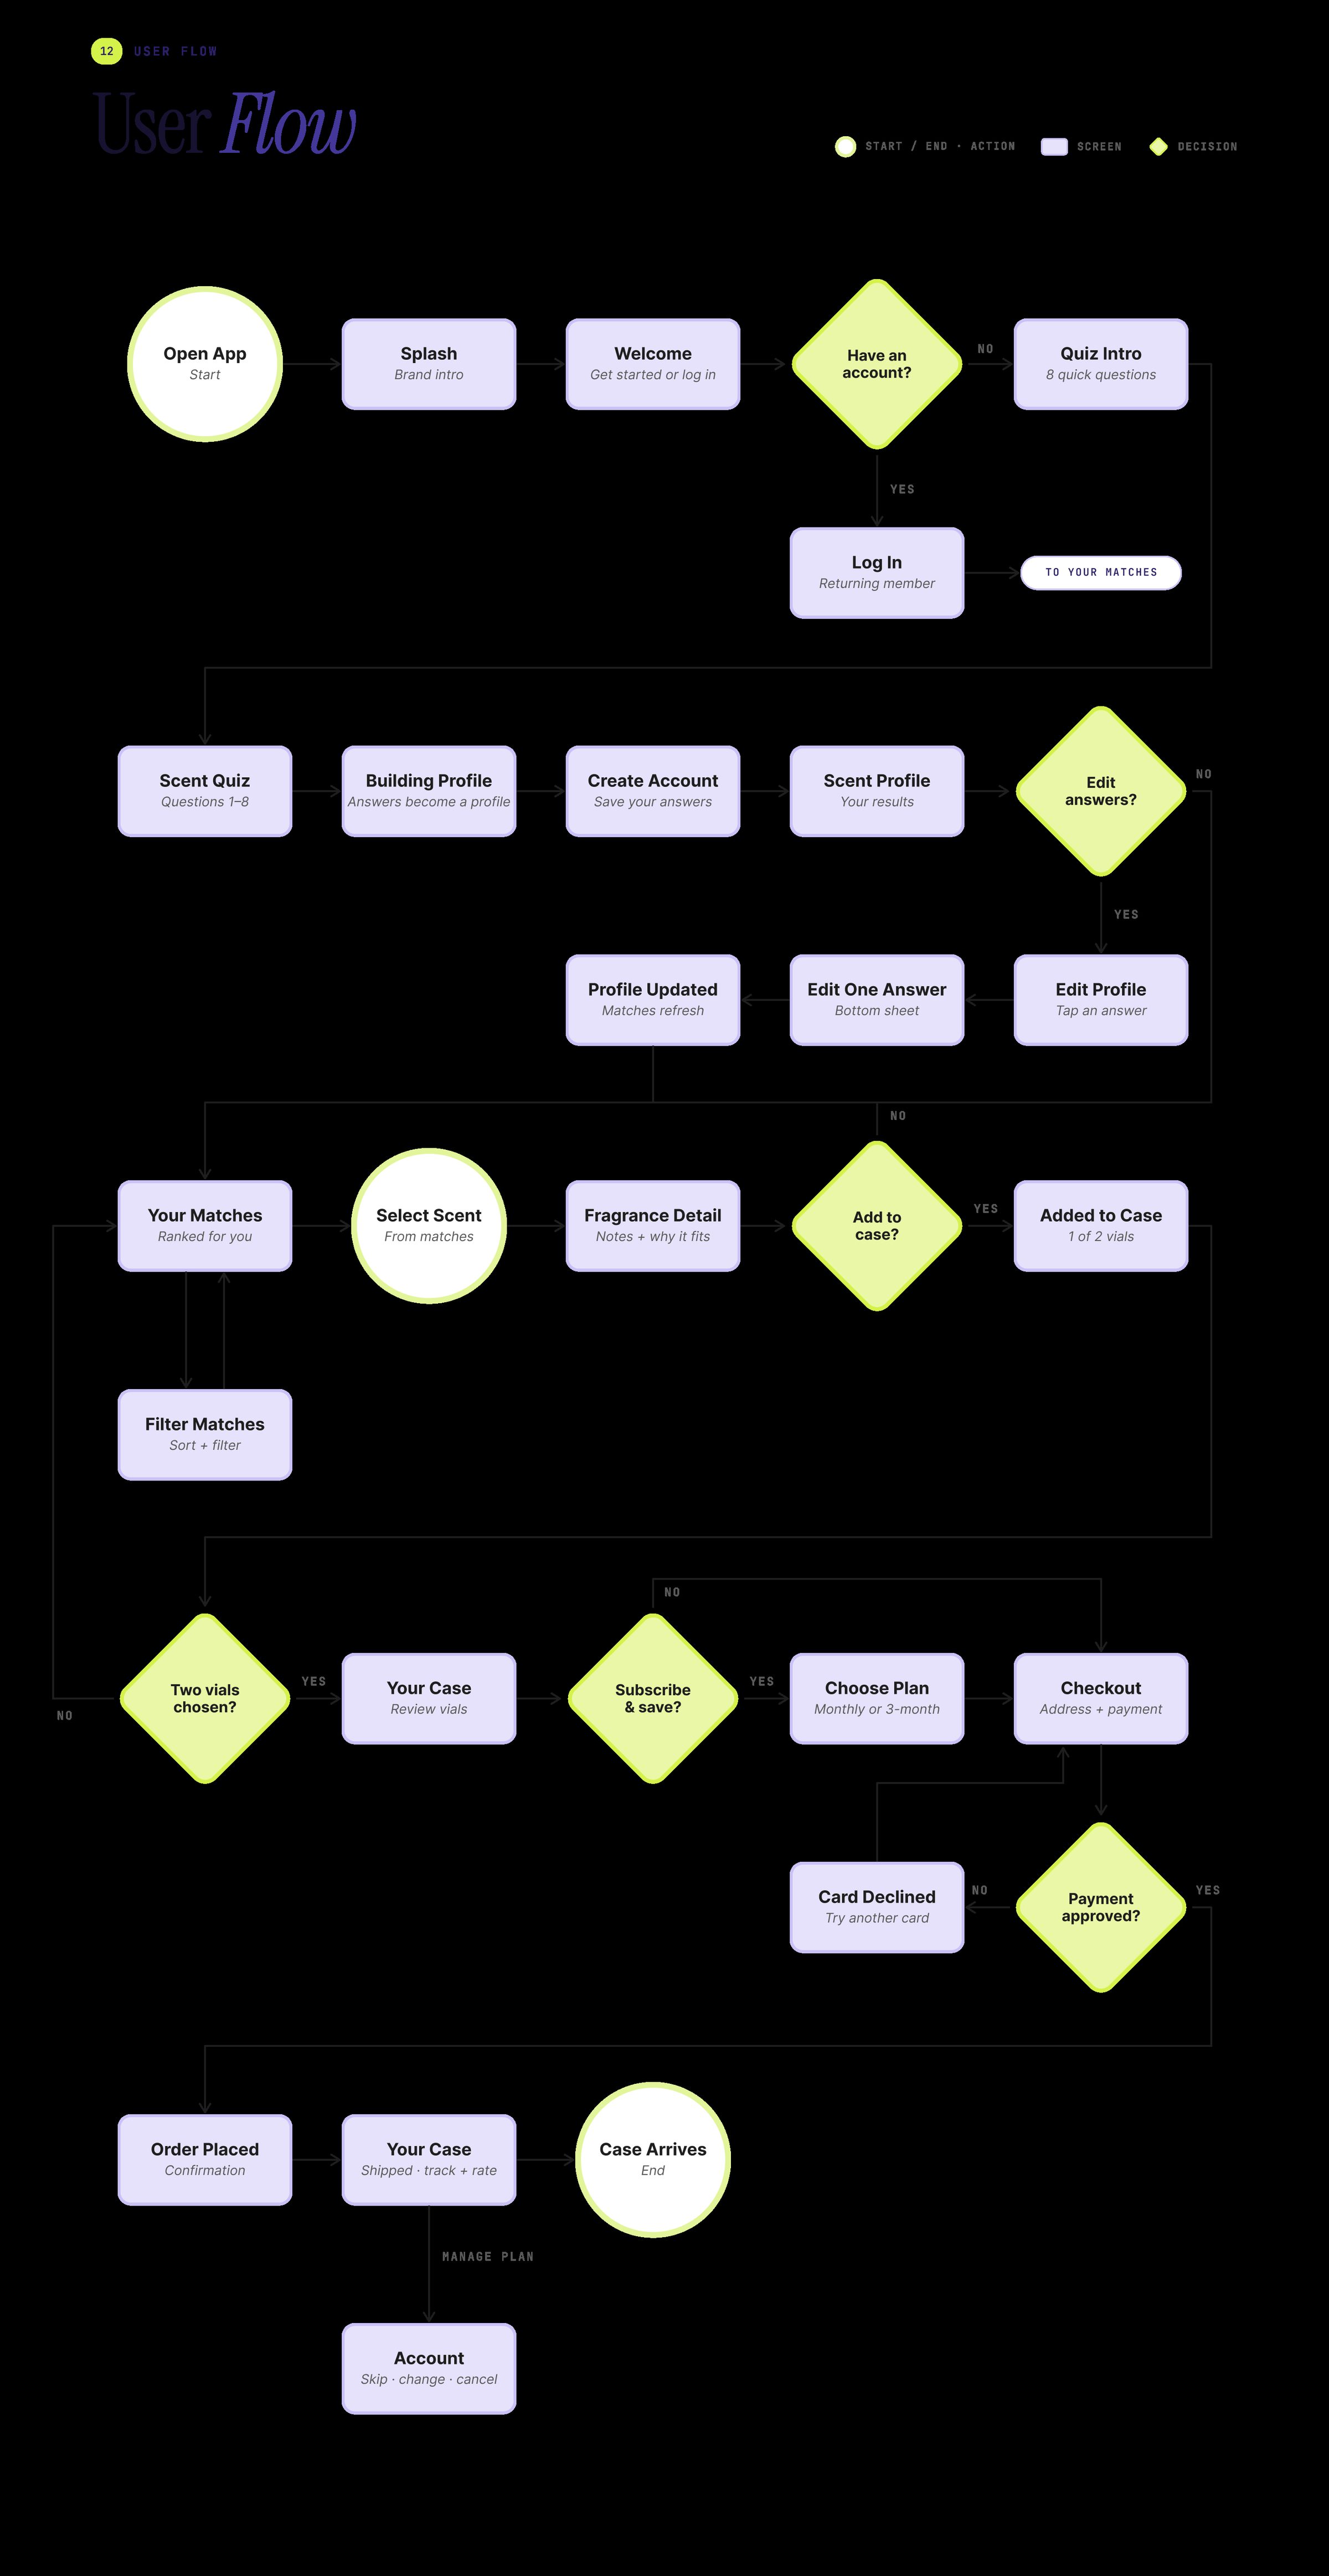 12 USER FLOW
User Flow
START / END · ACTION
SCREEN
DECISION
Open App
Start
Splash
Brand intro
Welcome
Get started or log in
Have an
account?
NO
Quiz Intro
8 quick questions
YES
Log In
Returning member
TO YOUR MATCHES
Scent Quiz
Questions 1–8
Building Profile
Answers become a profile
Create Account
Save your answers
Scent Profile
Your results
Edit
answers?
NO
YES
Profile Updated
Matches refresh
Edit One Answer
Bottom sheet
Edit Profile
Tap an answer
NO
Your Matches
Ranked for you
Select Scent
From matches
Fragrance Detail
Notes + why it fits
Add to
case?
YES
Added to Case
1 of 2 vials
Filter Matches
Sort + filter
NO
Two vials
chosen?
NO
YES
Your Case
Review vials
Subscribe
& save?
YES
Choose Plan
Monthly or 3-month
Checkout
Address + payment
Card Declined
Try another card
NO
Payment
approved?
YES
Order Placed
Confirmation
Your Case
Shipped · track + rate
Case Arrives
End
MANAGE PLAN
Account
Skip · change · cancel